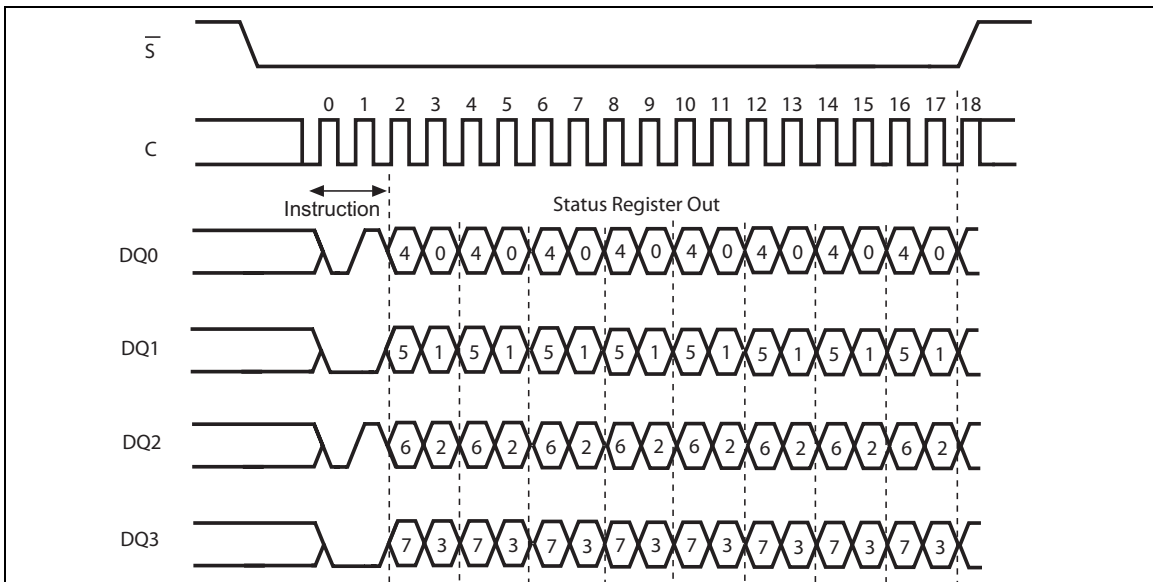 S
0 1 2 3 4 5 6 7 8 9 10 11 12 13 14 15 16 17 18
C
Instruction
Status Register Out
DQ0 4 0 4 0 4 0 4 0 4 0 4 0 4 0 4 0
DQ1 5 1 5 1 5 1 5 1 5 1 5 1 5 1 5 1
DQ2 6 2 6 2 6 2 6 2 6 2 6 2 6 2 6 2
DQ3 7 3 7 3 7 3 7 3 7 3 7 3 7 3 7 3